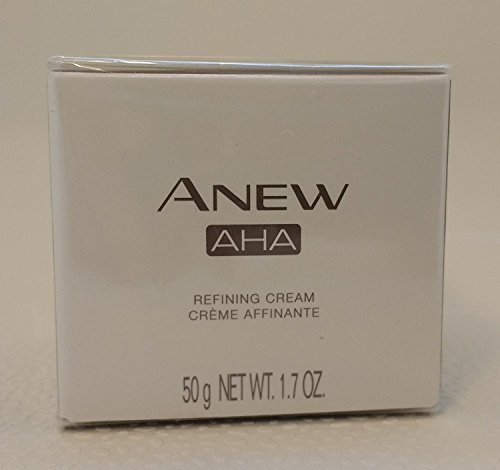 ANEW
AHA
REFINING CREAM
CRÈME AFFINANTE
50 g NET WT. 1.7 OZ.